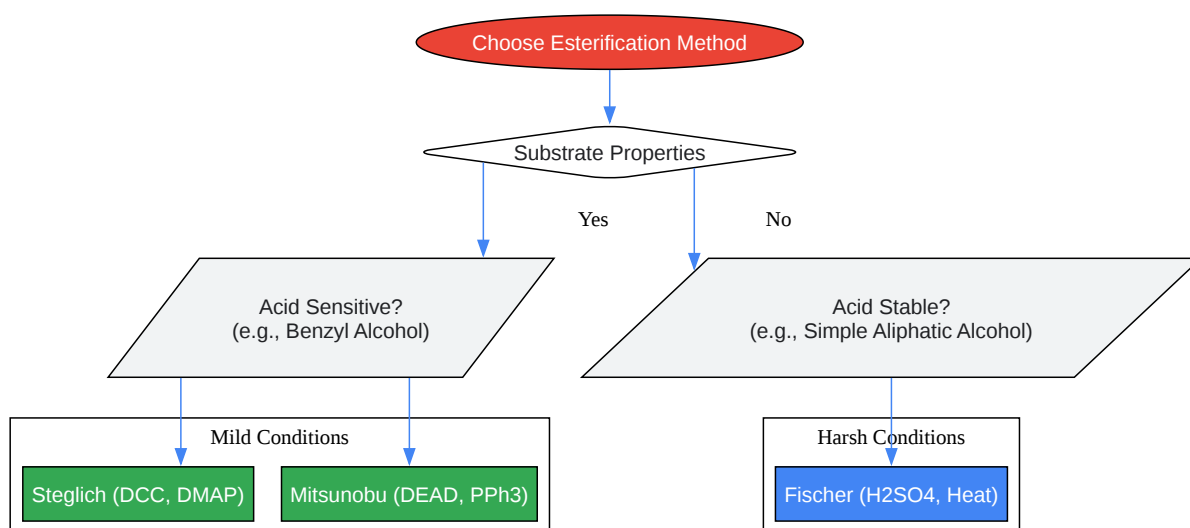 Choose Esterification Method
Substrate Properties
Yes
No
Acid Sensitive?
(e.g., Benzyl Alcohol)
Acid Stable?
(e.g., Simple Aliphatic Alcohol)
Mild Conditions
Harsh Conditions
Steglich (DCC, DMAP)
Mitsunobu (DEAD, PPh3)
Fischer (H2SO4, Heat)